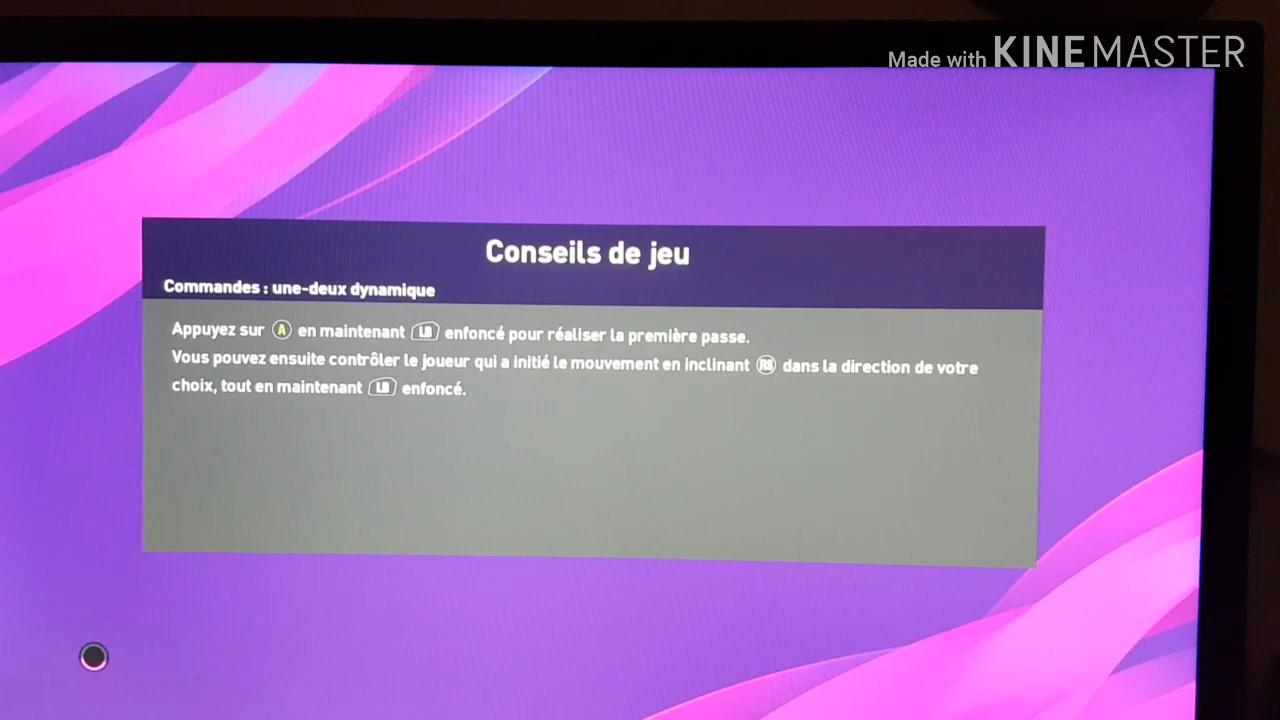 Made with KINEMASTER
Conseils de jeu
Commandes : une-deux dynamique
Appuyez sur A en maintenant LB enfoncé pour réaliser la première passe.
Vous pouvez ensuite contrôler le joueur qui a initié le mouvement en inclinant RS dans la direction de votre
choix, tout en maintenant LB enfoncé.